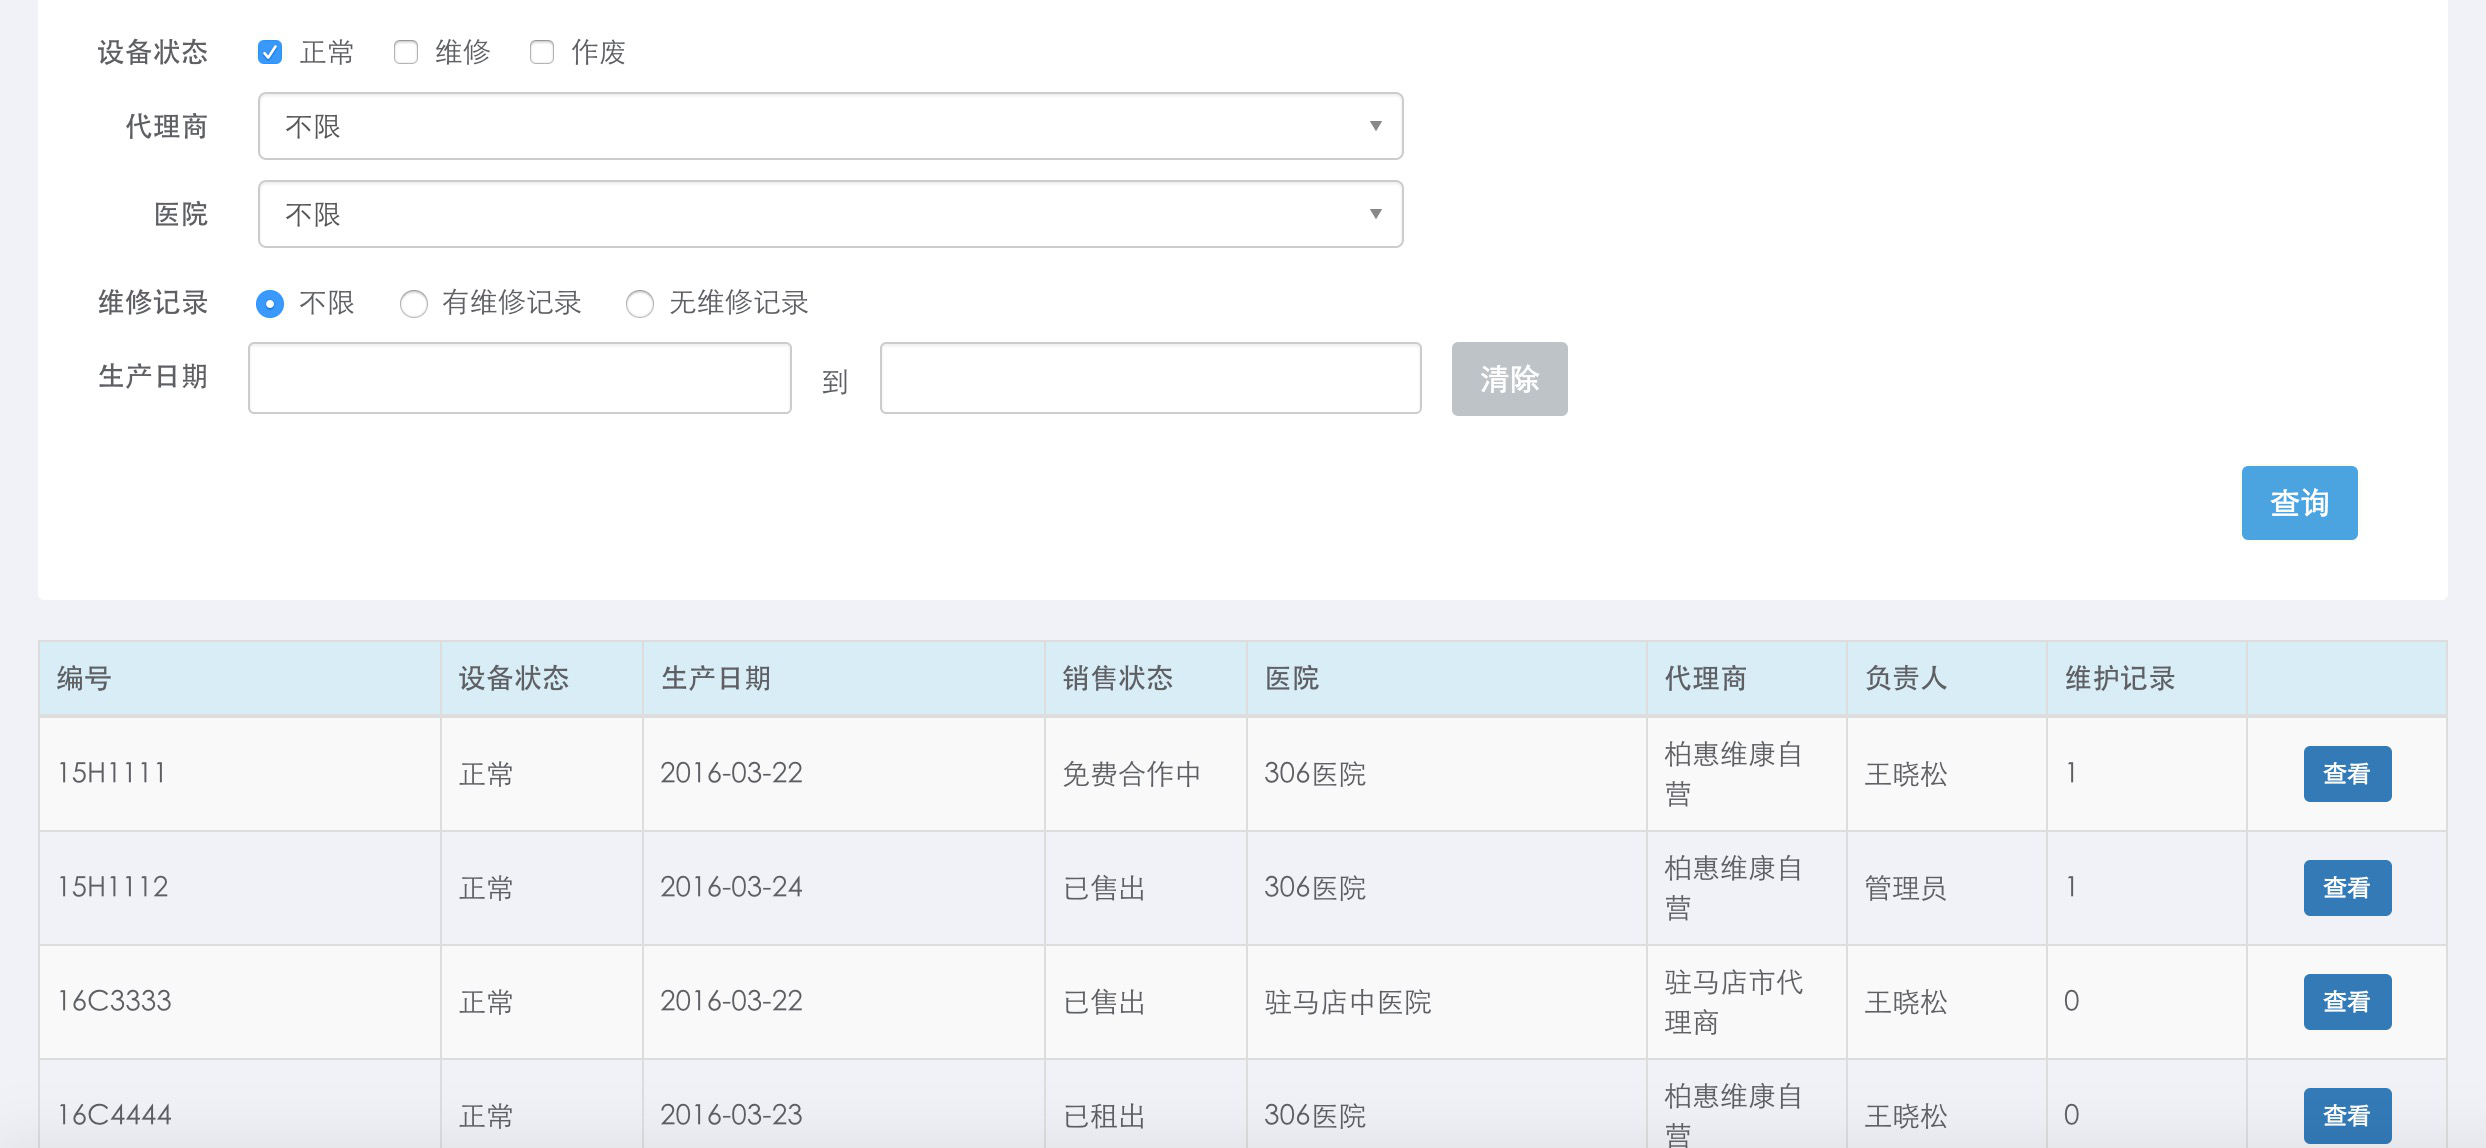 设备状态 正常 维修 作废
代理商 不限
医院 不限
维修记录 不限 有维修记录 无维修记录
生产日期 到 清除
查询
编号 设备状态 生产日期 销售状态 医院 代理商 负责人 维护记录
15H1111 正常 2016-03-22 免费合作中 306医院 柏惠维康自 王晓松 1 查看
营
15H1112 正常 2016-03-24 已售出 306医院 柏惠维康自 管理员 1 查看
营
16C3333 正常 2016-03-22 已售出 驻马店中医院 驻马店市代 王晓松 0 查看
理商
16C4444 正常 2016-03-23 已租出 306医院 柏惠维康自 王晓松 0 查看
营